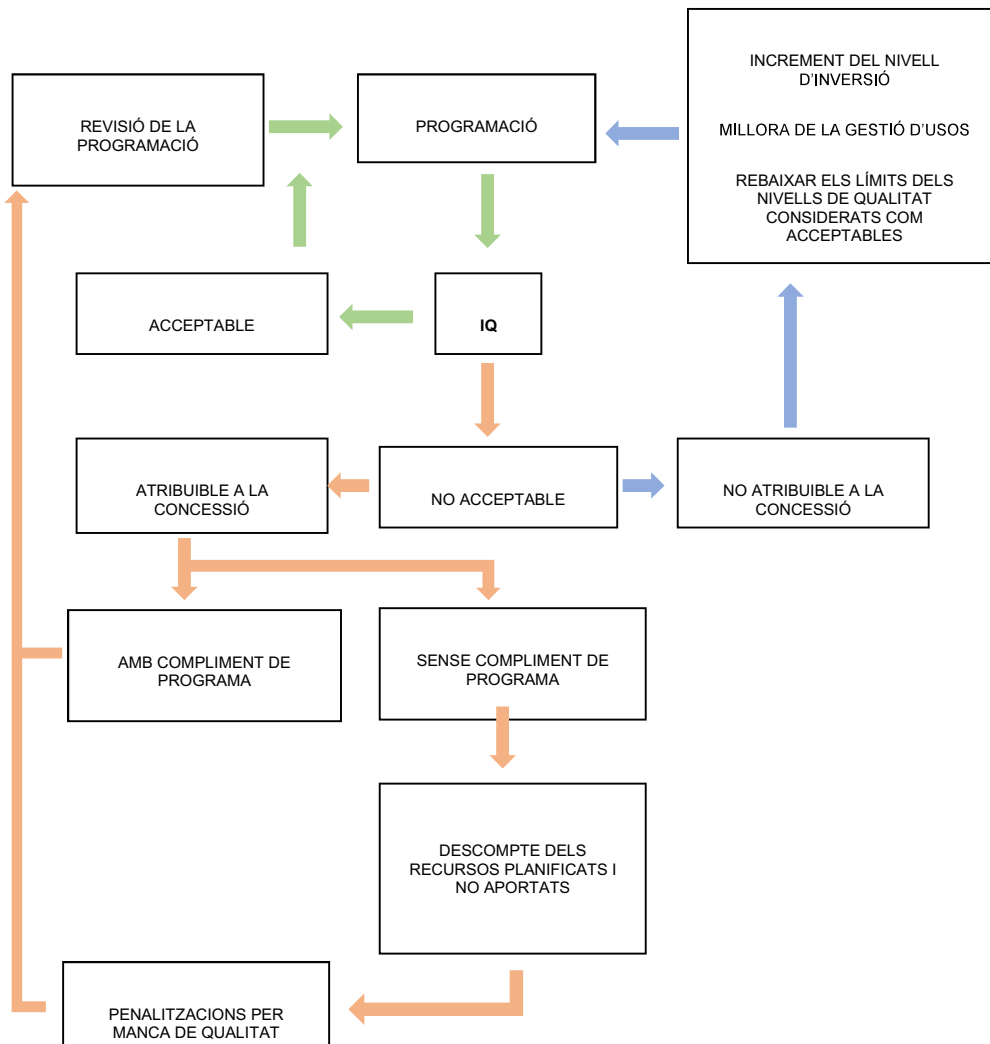 INCREMENT DEL NIVELL
D'INVERSIÓ
MILLORA DE LA GESTIÓ D'USOS
REBAIXAR ELS LÍMITS DELS
NIVELLS DE QUALITAT
CONSIDERATS COM
ACCEPTABLES
REVISIÓ DE LA
PROGRAMACIÓ
PROGRAMACIÓ
ACCEPTABLE
IQ
ATRIBUIBLE A LA
CONCESSIÓ
NO ACCEPTABLE
NO ATRIBUIBLE A LA
CONCESSIÓ
AMB COMPLIMENT DE
PROGRAMA
SENSE COMPLIMENT DE
PROGRAMA
DESCOMPTE DELS
RECURSOS PLANIFICATS I
NO APORTATS
PENALITZACIONS PER
MANCA DE QUALITAT